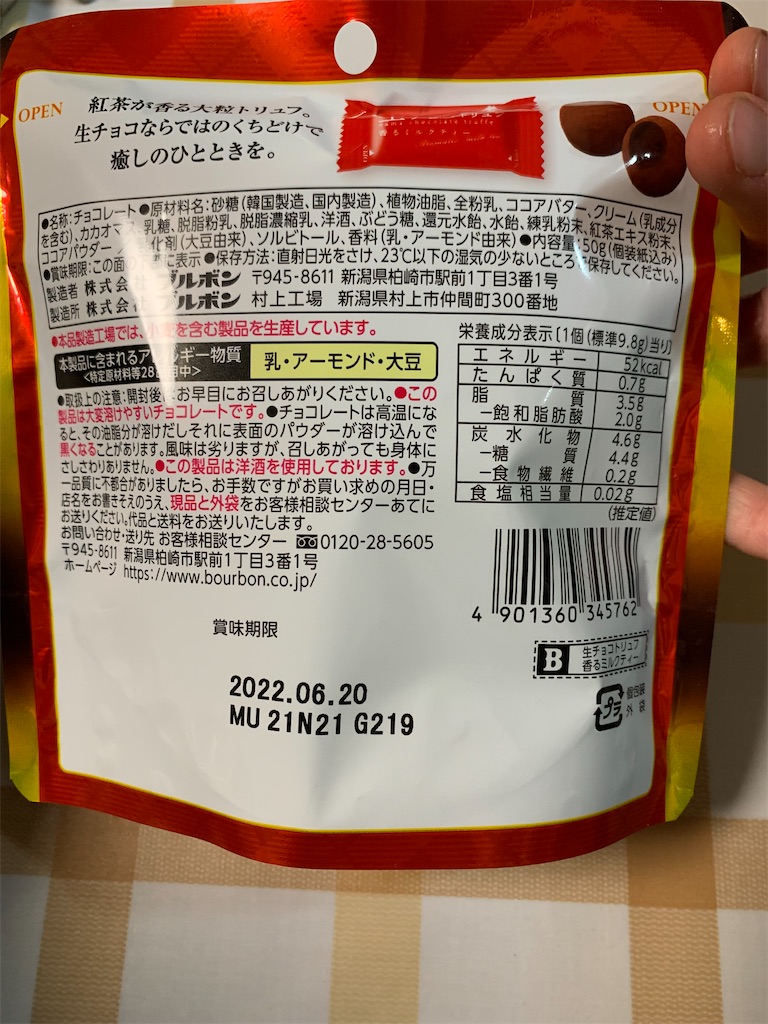 OPEN
OPEN
紅茶が香る大粒トリュフ。
生チョコならではのくちどけで
癒しのひとときを。
香るミルクティー
●名称:チョコレート●原材料名:砂糖(韓国製造、国内製造)、植物油脂、全粉乳、ココアバター、クリーム(乳成分
を含む)、カカオマス、乳糖、脱脂粉乳、脱脂濃縮乳、洋酒、ぶどう糖、還元水飴、水飴、練乳粉末、紅茶エキス粉末、
ココアパウダー 化剤(大豆由来)、ソルビトール、香料(乳・アーモンド由来)●内容量:50g(個装紙込み)
●賞味期限:この面の に表示 ●保存方法:直射日光をさけ、23℃以下の湿気の少ないところ 保存してください。
製造者 株式会 ブルボン 〒945-8611 新潟県柏崎市駅前1丁目3番1号
製造所 株式会 ブルボン 村上工場 新潟県村上市仲間町300番地
●本品製造工場では、小麦を含む製品を生産しています。
本製品に含まれるアレルギー物質
<特定原材料等28品目中>
乳・アーモンド・大豆
●取扱上の注意:開封後 お早目にお召しあがりください。●この
製品は大変溶けやすいチョコレートです。●チョコレートは高温にな
ると、その油脂分が溶けだしそれに表面のパウダーが溶け込んで
黒くなることがあります。風味は劣りますが、召しあがっても身体に
さしさわりありません。●この製品は洋酒を使用しております。●万
一品質に不都合がありましたら、お手数ですがお買い求めの月日・
店名をお書きそえのうえ、現品と外袋をお客様相談センターあてに
お送りください。代品と送料をお送りいたします。
お問い合わせ・送り先 お客様相談センター 0120-28-5605
〒945-8611 新潟県柏崎市駅前1丁目3番1号
ホームページ https://www.bourbon.co.jp/
栄養成分表示〔1個(標準9.8g)当り〕
エネルギー 52kcal
たんぱく質 0.7g
脂質 3.5g
−飽和脂肪酸 2.0g
炭水化物 4.6g
−糖質 4.4g
−食物繊維 0.2g
食塩相当量 0.02g
(推定値)
4 901360 345762
B 生チョコトリュフ
香るミルクティー
プラ
個包装
外袋
賞味期限
2022.06.20
MU 21N21 G219